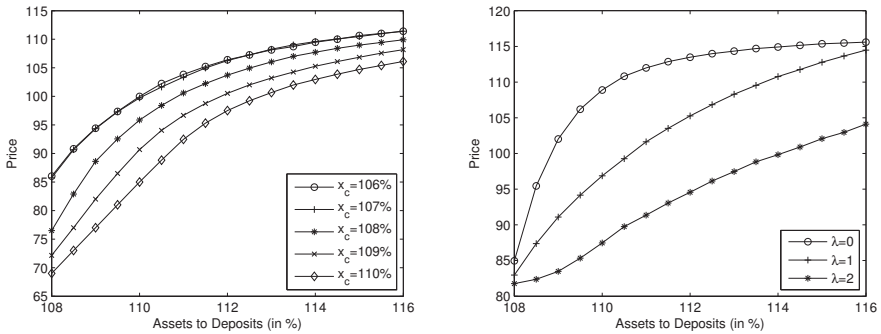 115
110
105
100
95
90
85
80
75
70
65
Price
108
110
112
114
116
Assets to Deposits (in %)
x_c=106%
x_c=107%
x_c=108%
x_c=109%
x_c=110%
120
115
110
105
100
95
90
85
80
Price
108
110
112
114
116
Assets to Deposits (in %)
λ=0
λ=1
λ=2